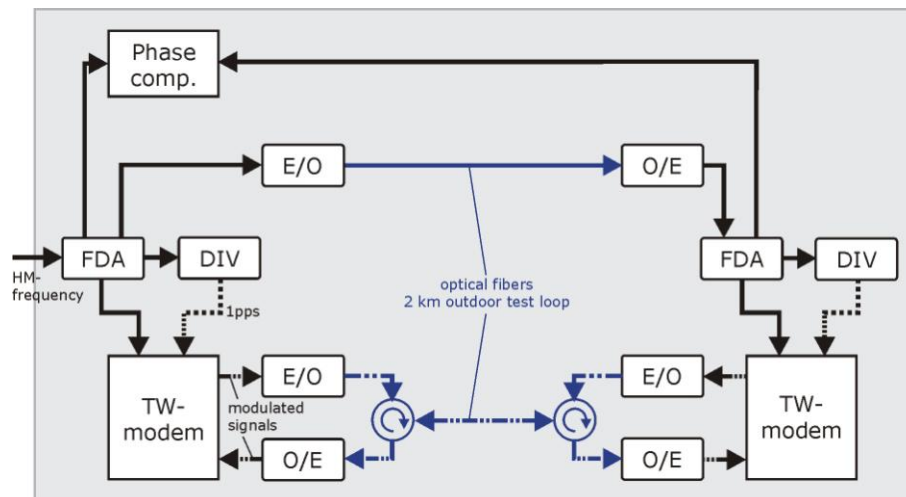 Phase
comp.
E/O
O/E
FDA
DIV
FDA
DIV
HM-
frequency
optical fibers
2 km outdoor test loop
1pps
TW-
modem
E/O
modulated
signals
O/E
E/O
O/E
TW-
modem